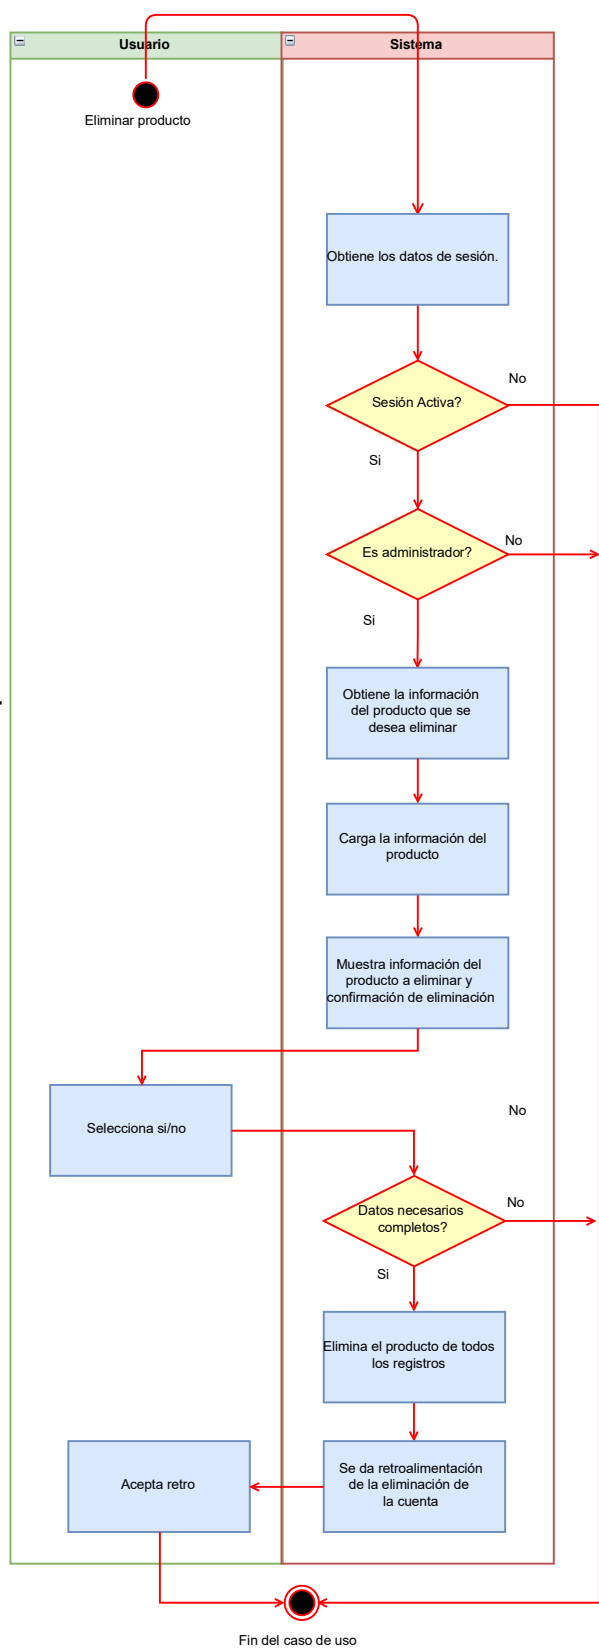 Usuario
Sistema
Eliminar producto
Obtiene los datos de sesión.
No
Sesión Activa?
Si
No
Es administrador?
Si
Obtiene la información
del producto que se
desea eliminar
Carga la información del
producto
Muestra información del
producto a eliminar y
confirmación de eliminación
No
Selecciona si/no
No
Datos necesarios
completos?
Si
Elimina el producto de todos
los registros
Se da retroalimentación
de la eliminación de
la cuenta
Acepta retro
Fin del caso de uso